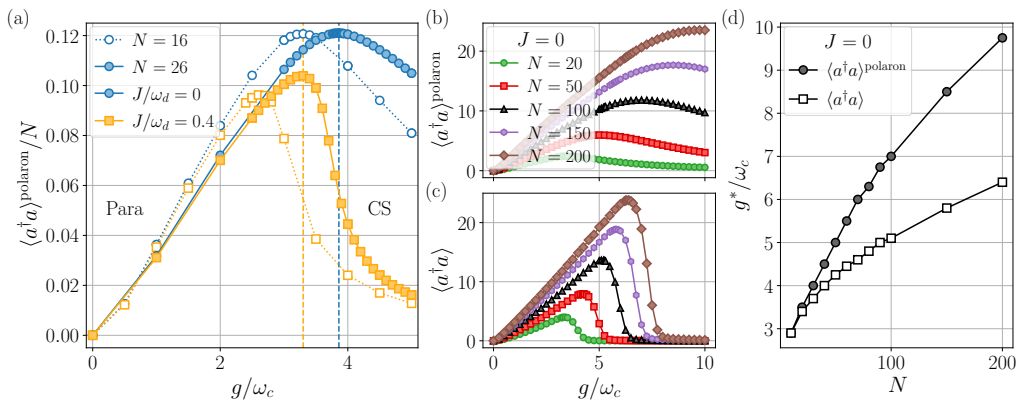 (a)
0.12
0.10
0.08
0.06
0.04
0.02
0.00
⟨a†a⟩^polaron/N
N = 16
N = 26
J/ω_d = 0
J/ω_d = 0.4
Para
CS
0
2
4
g/ω_c
(b)
20
10
0
⟨a†a⟩^polaron
J = 0
N = 20
N = 50
N = 100
N = 150
N = 200
0
5
10
(c)
20
10
0
⟨a†a⟩
0
5
10
g/ω_c
(d)
10
9
8
7
6
5
4
3
g*/ω_c
J = 0
⟨a†a⟩^polaron
⟨a†a⟩
0
100
200
N